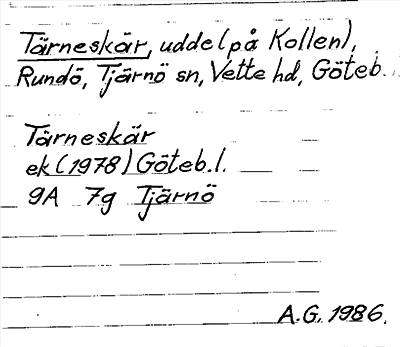 Tärneskär, udde (på Kollen),
Rundö, Tjärnö sn, Vette hd, Göteb.
Tärneskär
ek (1978) Göteb.l.
9A 7g Tjärnö
A.G. 1986.